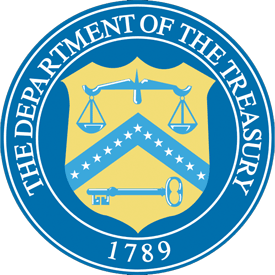 THE DEPARTMENT OF THE TREASURY
1789